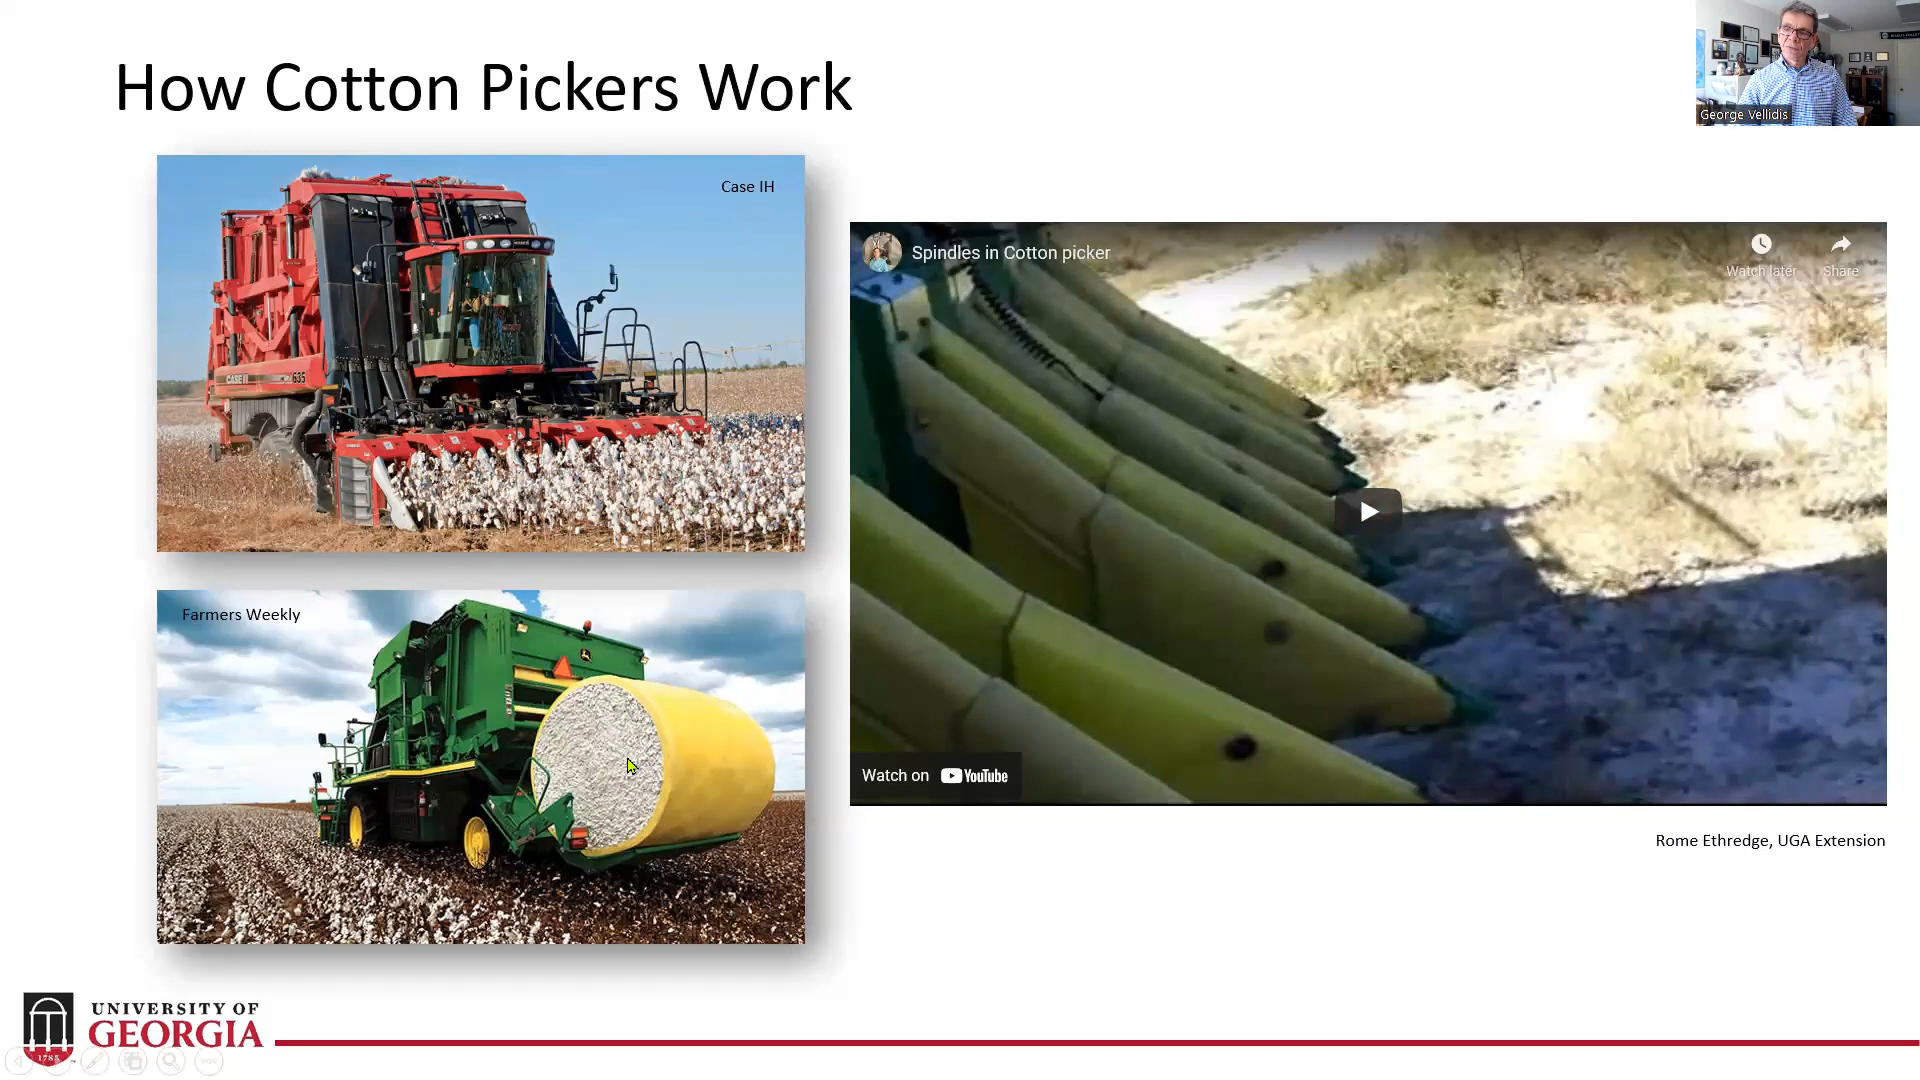 How Cotton Pickers Work
George Vellidis
Case IH
CASE IH
635
Spindles in Cotton picker
Watch later
Share
Farmers Weekly
Watch on YouTube
Rome Ethredge, UGA Extension
UNIVERSITY OF
GEORGIA
1785